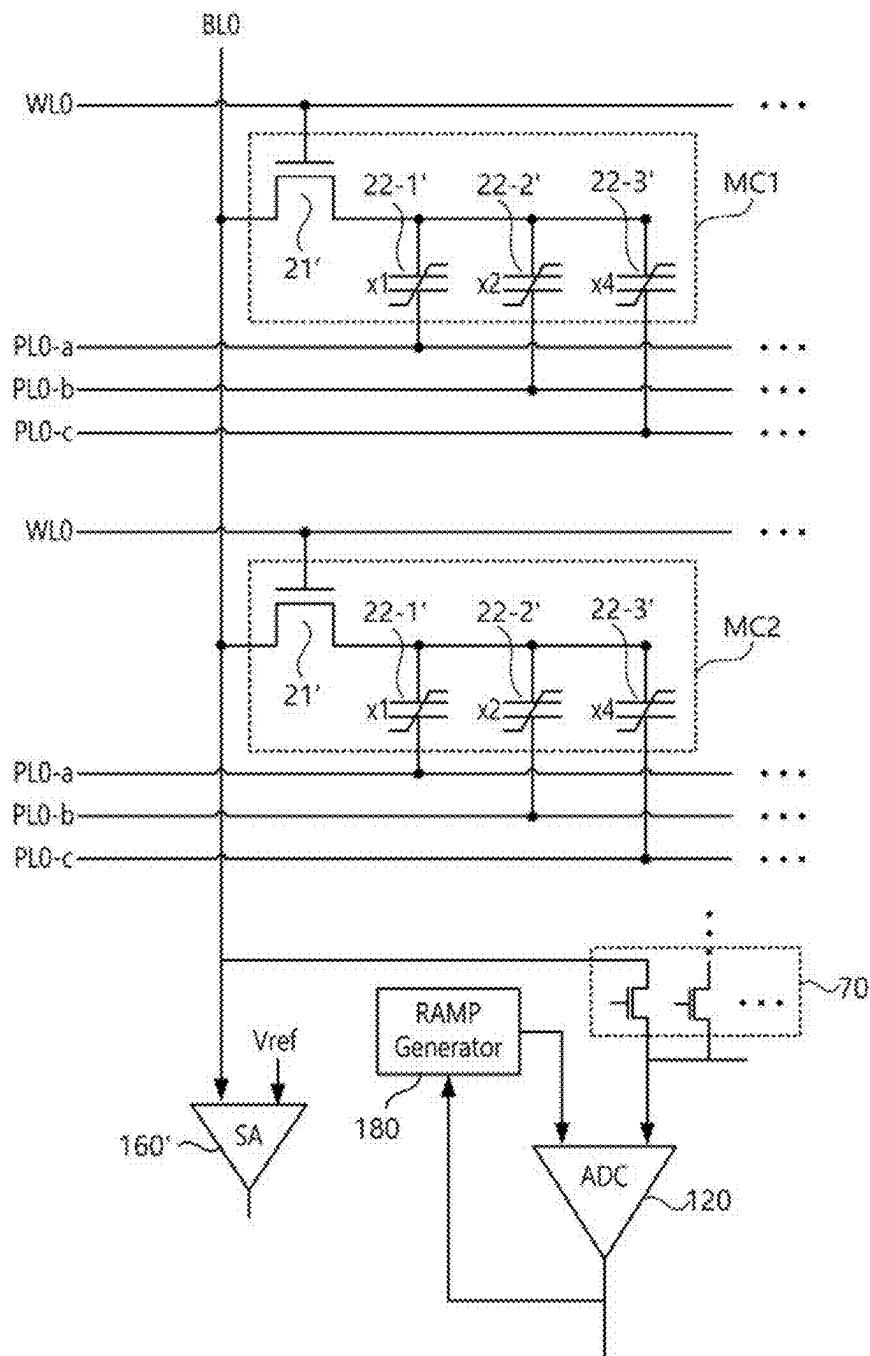 BL0
WL0
22-1' 22-2' 22-3' MC1
21' x1 x2 x4
PL0-a
PL0-b
PL0-c
WL0
22-1' 22-2' 22-3' MC2
21' x1 x2 x4
PL0-a
PL0-b
PL0-c
70
RAMP
Generator
Vref
180
160' SA
ADC
120